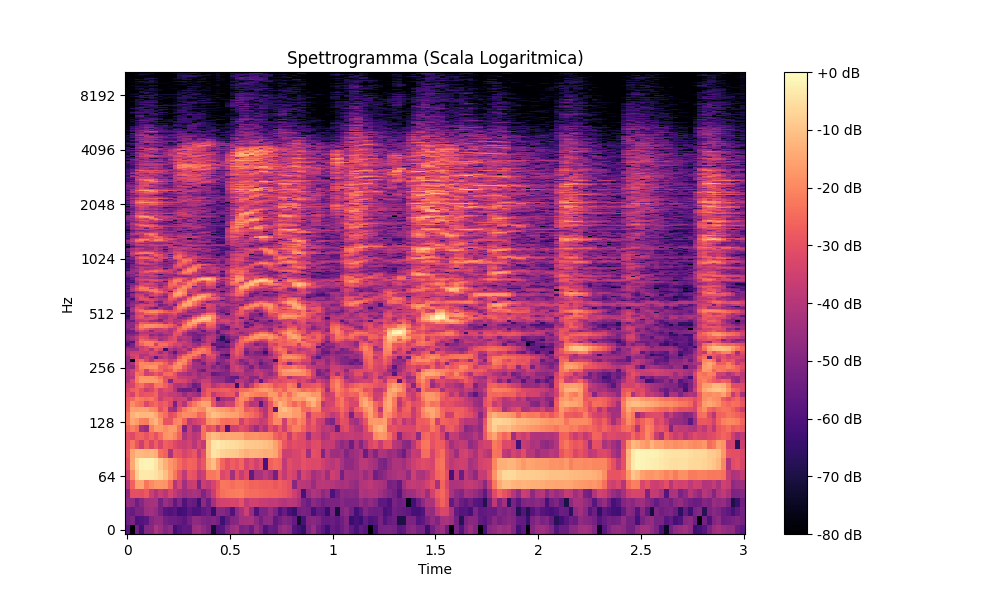 Spettrogramma (Scala Logaritmica)
8192
4096
2048
1024
512
256
128
64
0
Hz
0
0.5
1
1.5
2
2.5
3
Time
+0 dB
-10 dB
-20 dB
-30 dB
-40 dB
-50 dB
-60 dB
-70 dB
-80 dB